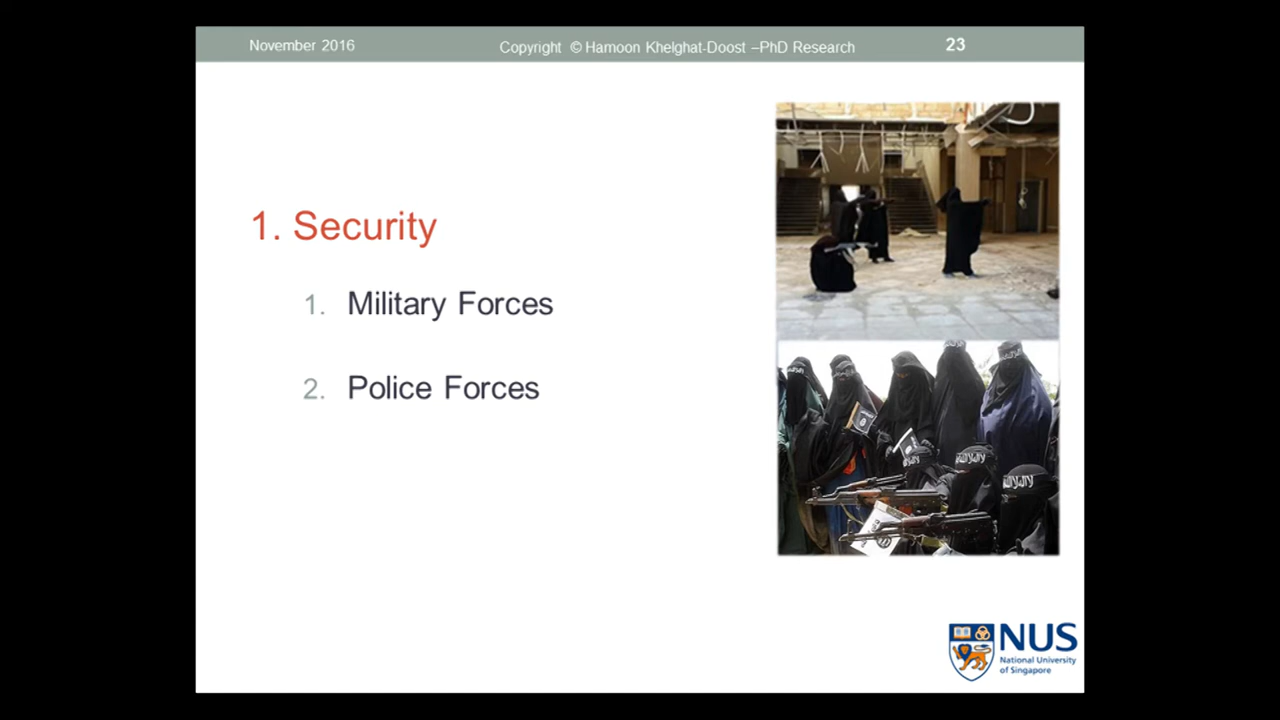 November 2016
Copyright © Hamoon Khelghat-Doost –PhD Research
23
1. Security
1. Military Forces
2. Police Forces
NUS
National University
of Singapore